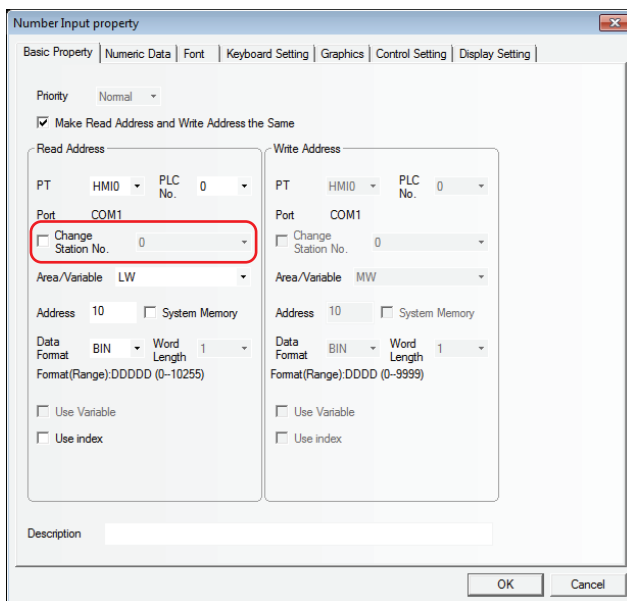 Number Input property
Basic Property Numeric Data Font Keyboard Setting Graphics Control Setting Display Setting
Priority Normal
Make Read Address and Write Address the Same
Read Address
PT HMI0 PLC No. 0
Port COM1
Change Station No. 0
Area/Variable LW
Address 10 System Memory
Data Format BIN Word Length 1
Format(Range):DDDDD (0--10255)
Use Variable
Use index
Write Address
PT HMI0 PLC No. 0
Port COM1
Change Station No. 0
Area/Variable MW
Address 10 System Memory
Data Format BIN Word Length 1
Format(Range):DDDD (0--9999)
Use Variable
Use index
Description
OK Cancel